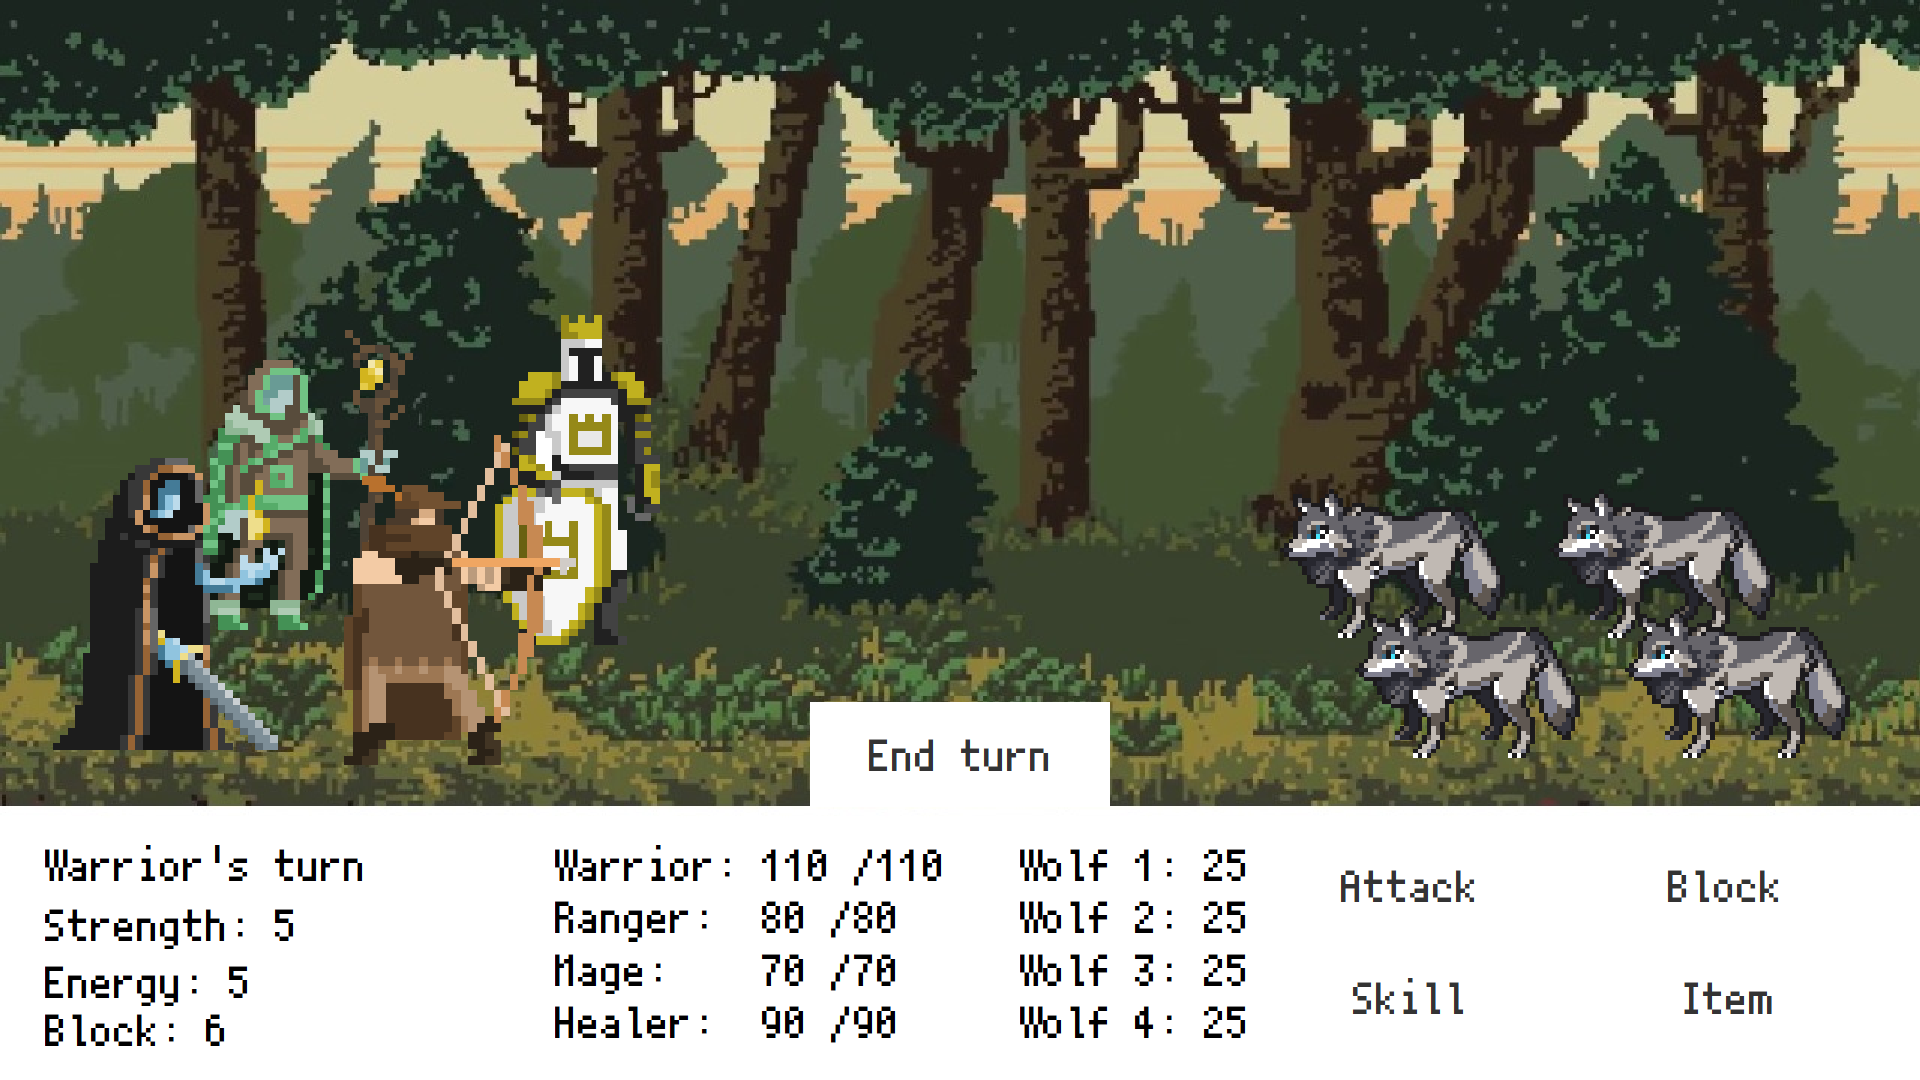 End turn
Warrior's turn
Strength: 5
Energy: 5
Block: 6
Warrior: 110 /110
Ranger: 80 /80
Mage: 70 /70
Healer: 90 /90
Wolf 1: 25
Wolf 2: 25
Wolf 3: 25
Wolf 4: 25
Attack
Block
Skill
Item